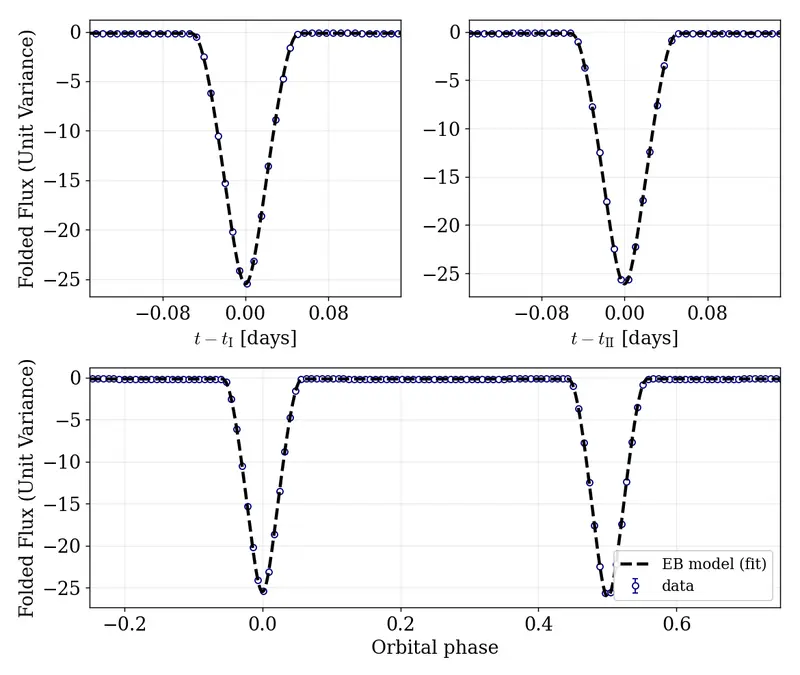 0
−5
−10
−15
−20
−25
Folded Flux (Unit Variance)
−0.08 0.00 0.08
t − tI [days]
0
−5
−10
−15
−20
−25
−0.08 0.00 0.08
t − tII [days]
0
−5
−10
−15
−20
−25
Folded Flux (Unit Variance)
EB model (fit)
data
−0.2 0.0 0.2 0.4 0.6
Orbital phase